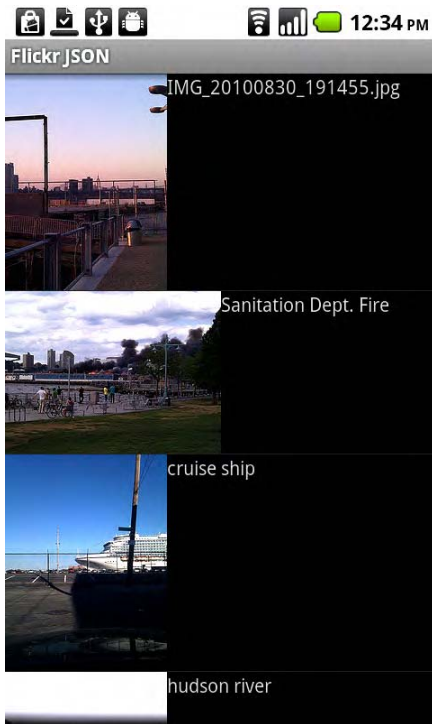 12:34 PM
Flickr JSON
IMG_20100830_191455.jpg
Sanitation Dept. Fire
cruise ship
hudson river